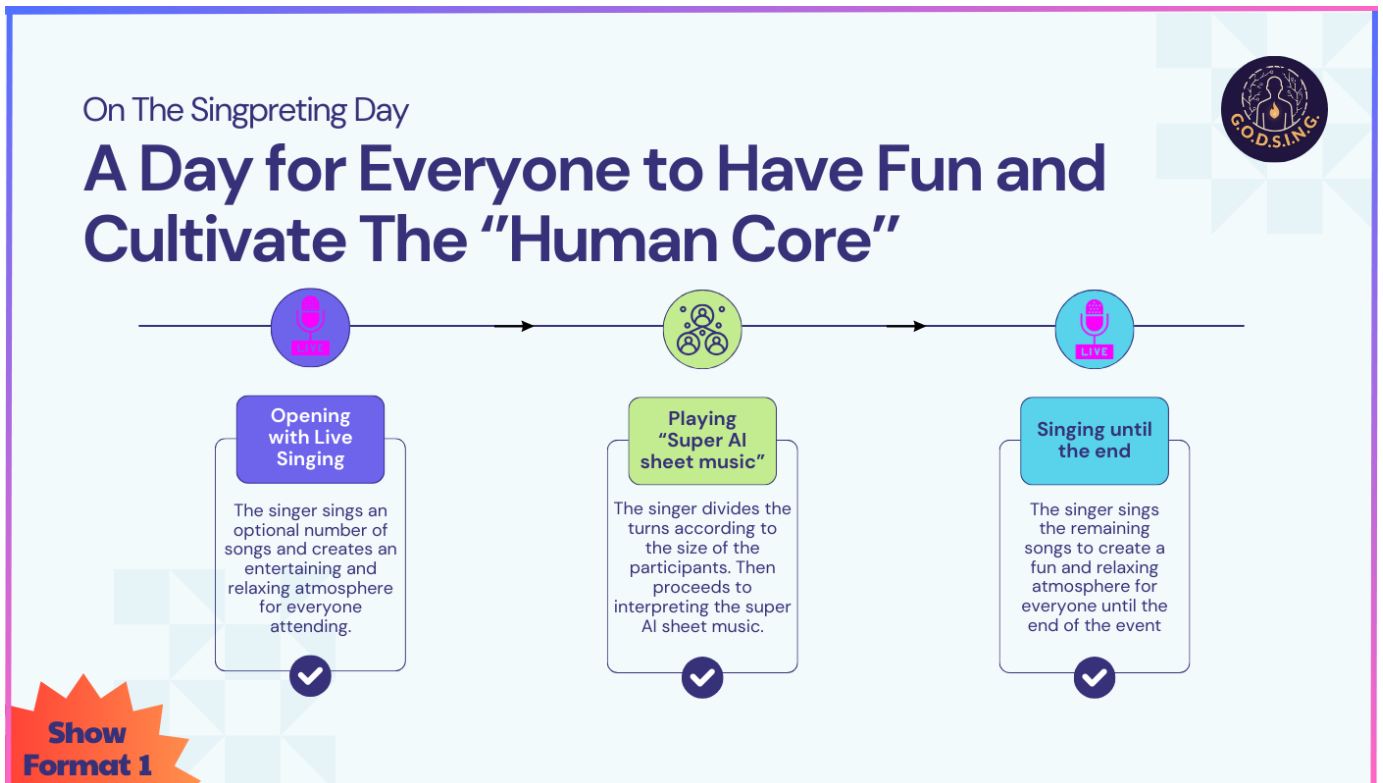 On The Singpreting Day
G.O.D.S.I.N.G.
A Day for Everyone to Have Fun and
Cultivate The “Human Core”
LIVE
LIVE
Opening
with Live
Singing
The singer sings an
optional number of
songs and creates an
entertaining and
relaxing atmosphere
for everyone
attending.
Playing
“Super AI
sheet music”
The singer divides the
turns according to
the size of the
participants. Then
proceeds to
interpreting the super
AI sheet music.
Singing until
the end
The singer sings
the remaining
songs to create a
fun and relaxing
atmosphere for
everyone until the
end of the event
Show
Format 1